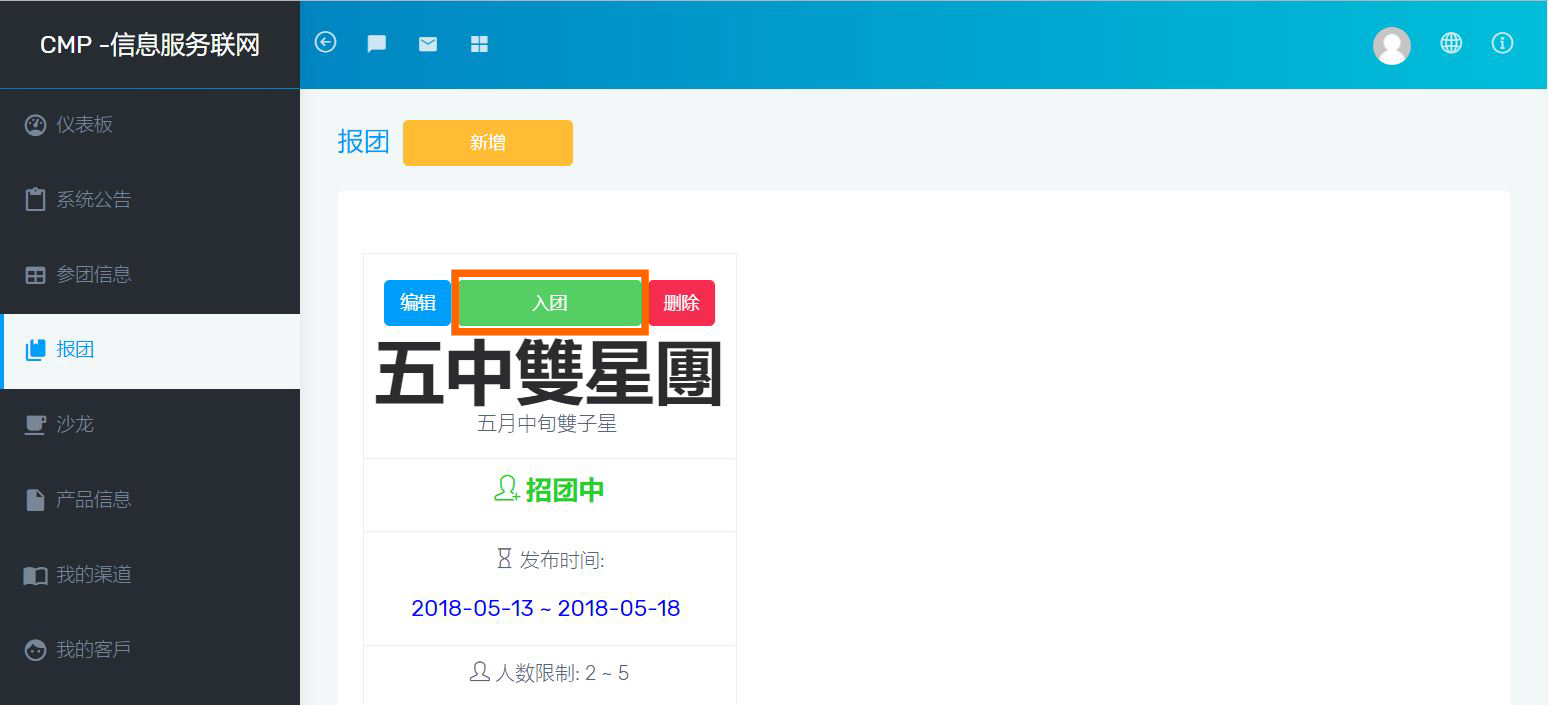 CMP -信息服务联网
仪表板
系统公告
参团信息
报团
沙龙
产品信息
我的渠道
我的客戶
报团
新增
编辑
入团
删除
五中雙星團
五月中旬雙子星
招团中
发布时间:
2018-05-13 ~ 2018-05-18
人数限制: 2 ~ 5